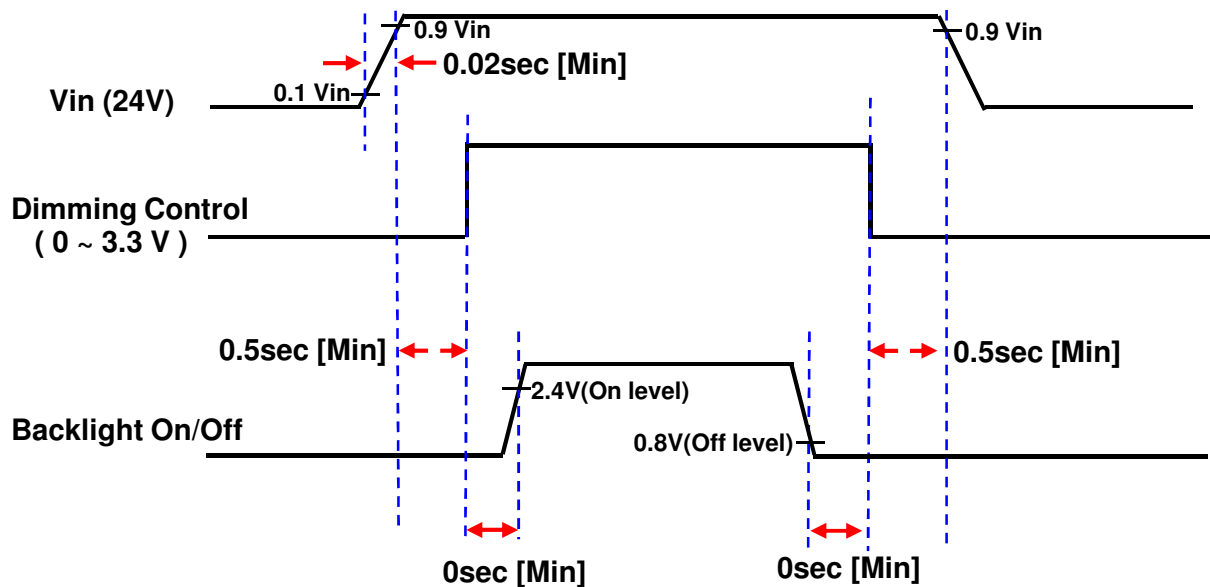 0.9 Vin
0.9 Vin
0.02sec [Min]
0.1 Vin
Vin (24V)
Dimming Control
( 0 ~ 3.3 V )
0.5sec [Min]
0.5sec [Min]
2.4V(On level)
Backlight On/Off
0.8V(Off level)
0sec [Min]
0sec [Min]